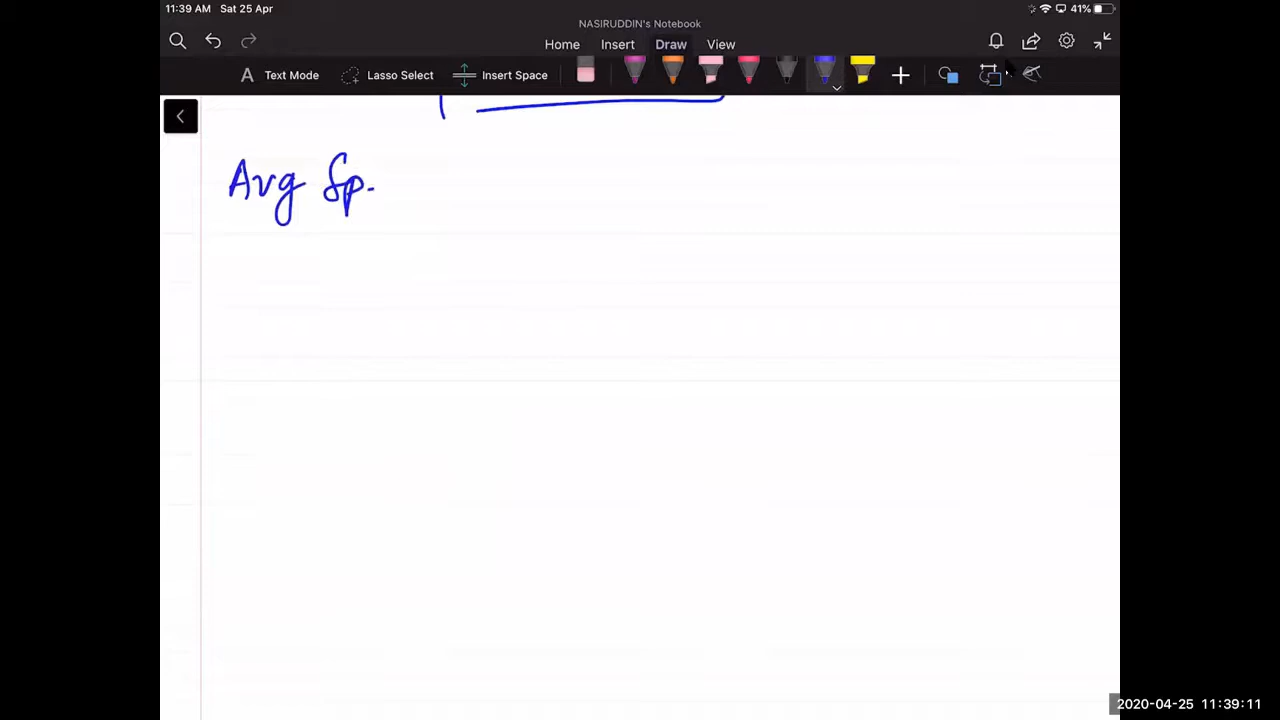 11:39 AM Sat 25 Apr
41%
NASIRUDDIN's Notebook
Home Insert Draw View
A Text Mode Lasso Select Insert Space
Avg Sp.
2020-04-25 11:39:11